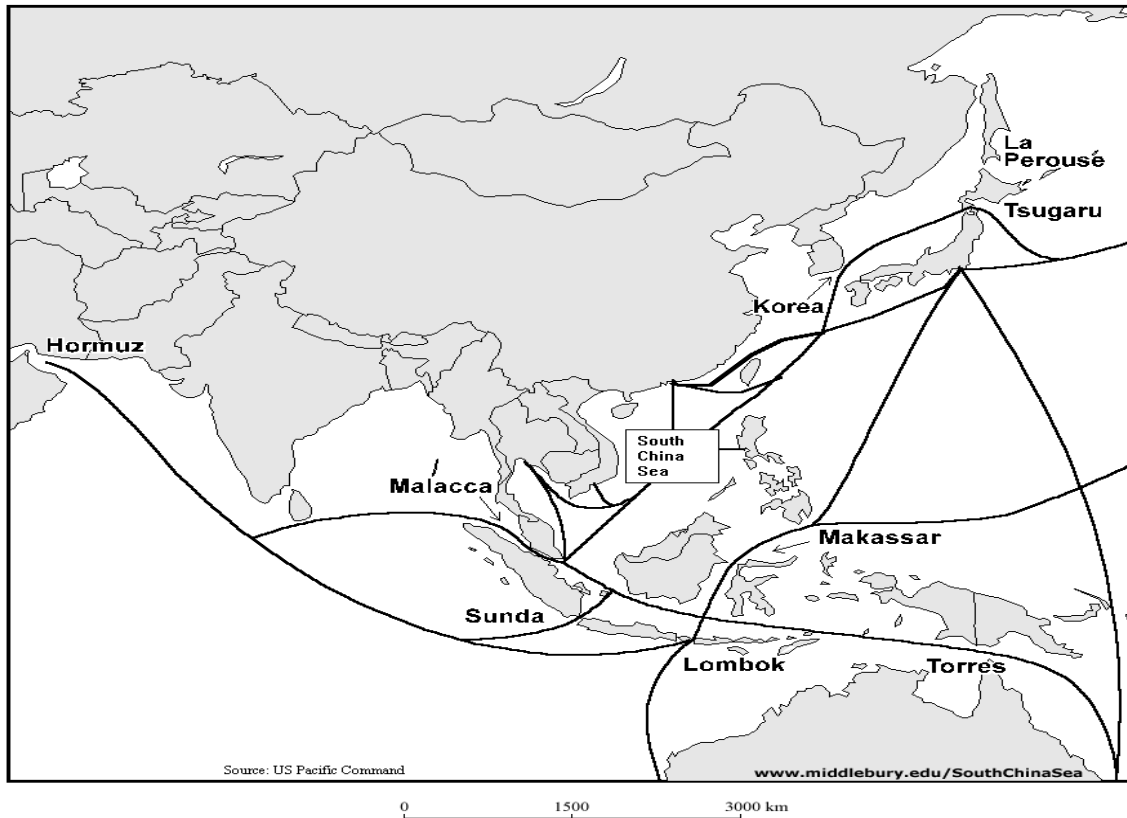 La
Perouse
Tsugaru
Korea
Hormuz
South
China
Sea
Malacca
Makassar
Sunda
Lombok
Torres
Source: US Pacific Command
www.middlebury.edu/SouthChinaSea
0 1500 3000 km